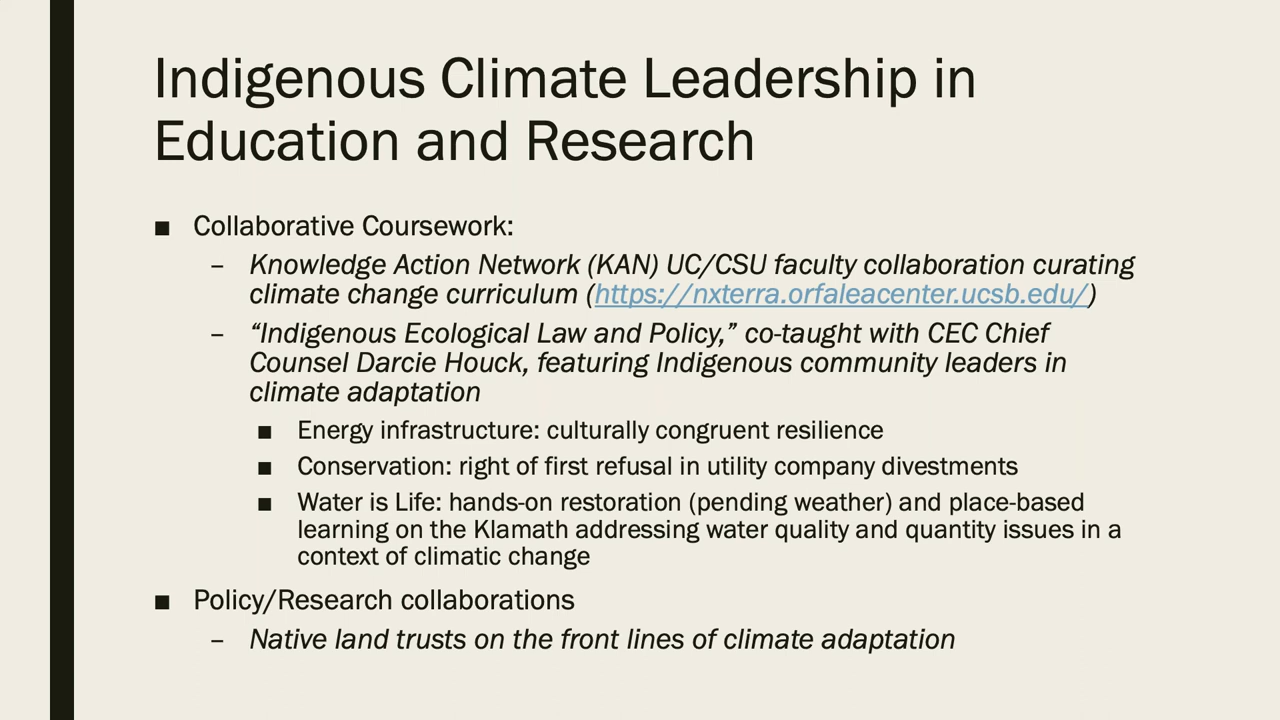 Indigenous Climate Leadership in
Education and Research
■ Collaborative Coursework:
– Knowledge Action Network (KAN) UC/CSU faculty collaboration curating
climate change curriculum (https://nxterra.orfaleacenter.ucsb.edu/)
– “Indigenous Ecological Law and Policy,” co-taught with CEC Chief
Counsel Darcie Houck, featuring Indigenous community leaders in
climate adaptation
■ Energy infrastructure: culturally congruent resilience
■ Conservation: right of first refusal in utility company divestments
■ Water is Life: hands-on restoration (pending weather) and place-based
learning on the Klamath addressing water quality and quantity issues in a
context of climatic change
■ Policy/Research collaborations
– Native land trusts on the front lines of climate adaptation